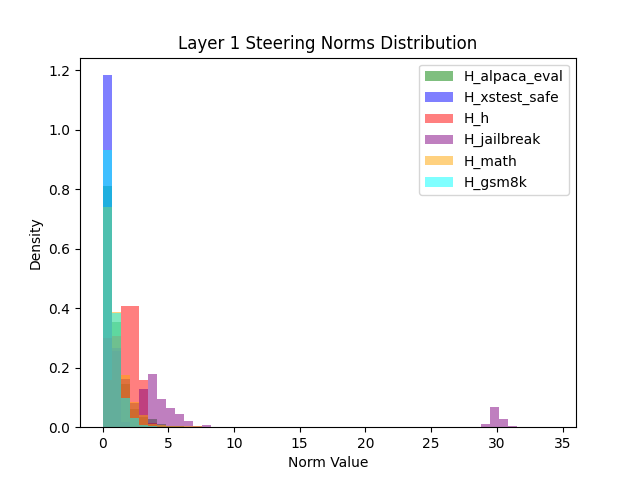 Layer 1 Steering Norms Distribution
H_alpaca_eval
H_xstest_safe
H_h
H_jailbreak
H_math
H_gsm8k
Density
1.2
1.0
0.8
0.6
0.4
0.2
0.0
0 5 10 15 20 25 30 35
Norm Value